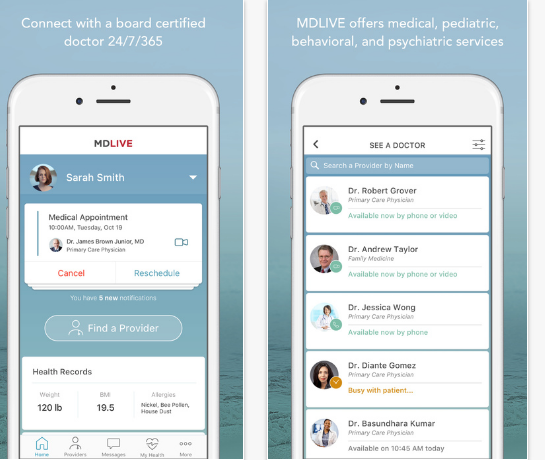 Connect with a board certified
doctor 24/7/365
MDLIVE
Sarah Smith
Medical Appointment
10:00AM, Tuesday, Oct 19
Dr. James Brown Junior, MD
Primary Care Physician
Cancel
Reschedule
You have 5 new notifications
Find a Provider
Health Records
Weight
BMI
Allergies
120 lb
19.5
Nickel, Bee Pollen,
House Dust
Home
Providers
Messages
My Health
More
MDLIVE offers medical, pediatric,
behavioral, and psychiatric services
SEE A DOCTOR
Search a Provider by Name
Dr. Robert Grover
Primary Care Physician
Available now by phone or video
Dr. Andrew Taylor
Family Medicine
Available now by phone or video
Dr. Jessica Wong
Primary Care Physician
Available now by phone
Dr. Diante Gomez
Primary Care Physician
Busy with patient...
Dr. Basundhara Kumar
Primary Care Physician
Available on 10:45 AM today